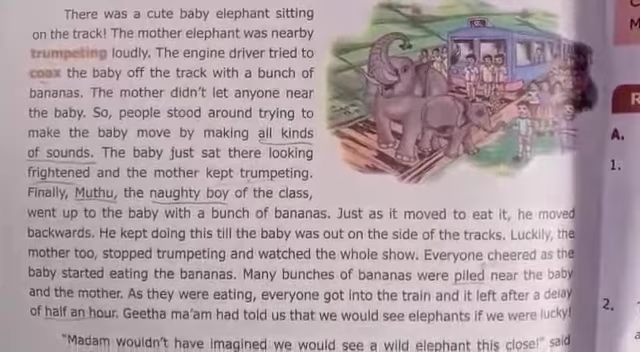 There was a cute baby elephant sitting
on the track! The mother elephant was nearby
trumpeting loudly. The engine driver tried to
coax the baby off the track with a bunch of
bananas. The mother didn't let anyone near
the baby. So, people stood around trying to
make the baby move by making all kinds
of sounds. The baby just sat there looking
frightened and the mother kept trumpeting.
Finally, Muthu, the naughty boy of the class,
went up to the baby with a bunch of bananas. Just as it moved to eat it, he moved
backwards. He kept doing this till the baby was out on the side of the tracks. Luckily, the
mother too, stopped trumpeting and watched the whole show. Everyone cheered as the
baby started eating the bananas. Many bunches of bananas were piled near the baby
and the mother. As they were eating, everyone got into the train and it left after a delay
of half an hour. Geetha ma'am had told us that we would see elephants if we were lucky!
"Madam wouldn't have imagined we would see a wild elephant this close!" said
M
R
A.
1.
2.